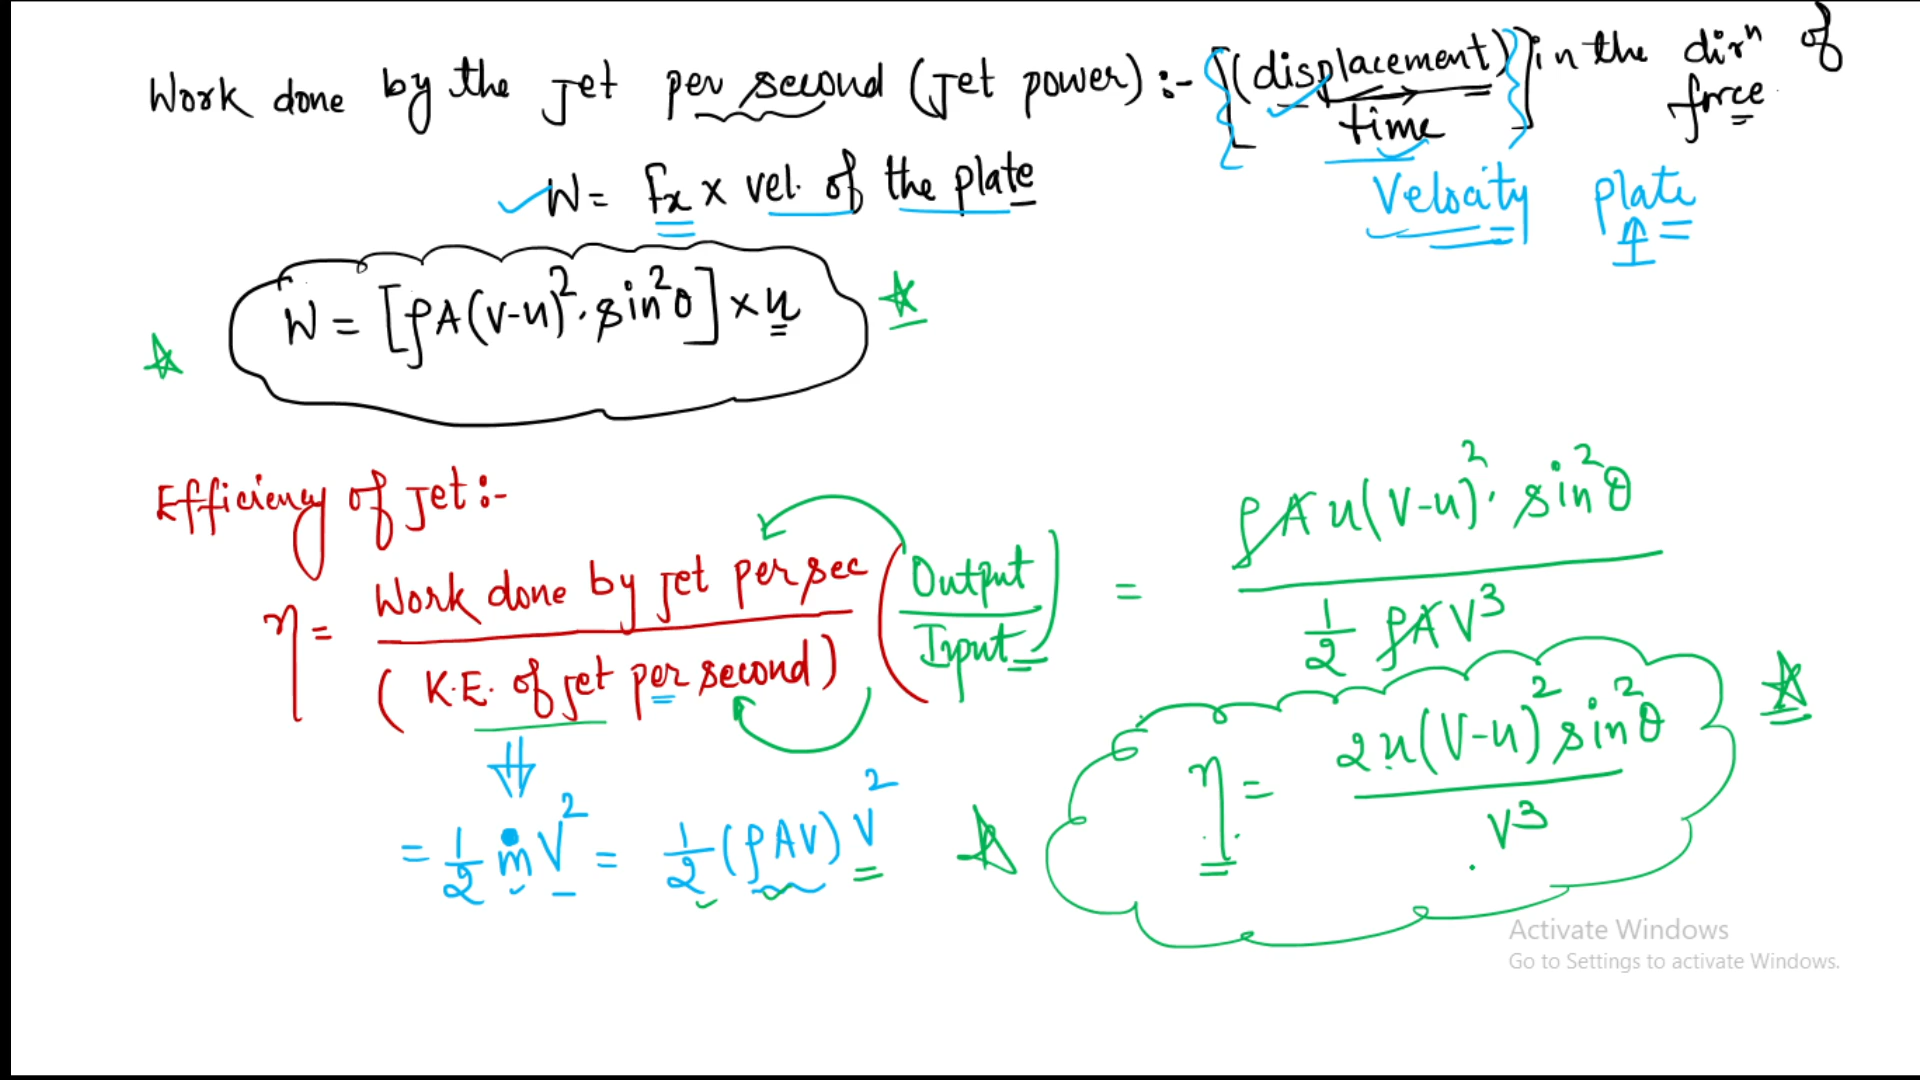 Work done by the Jet per second (Jet power) :- [(displacement)/time] in the dirⁿ of force
Velocity plate
W = Fx × vel. of the plate
W = [ρA(V-u)²· sin²θ] × u
Efficiency of Jet :-
η = Work done by jet per sec / (K.E. of jet per second) (Output / Input) = ρAu(V-u)²· sin²θ / ½ ρAV³
= ½ ṁV² = ½ (ρAV) V²
η = 2u(V-u)² sin²θ / V³
Activate Windows
Go to Settings to activate Windows.